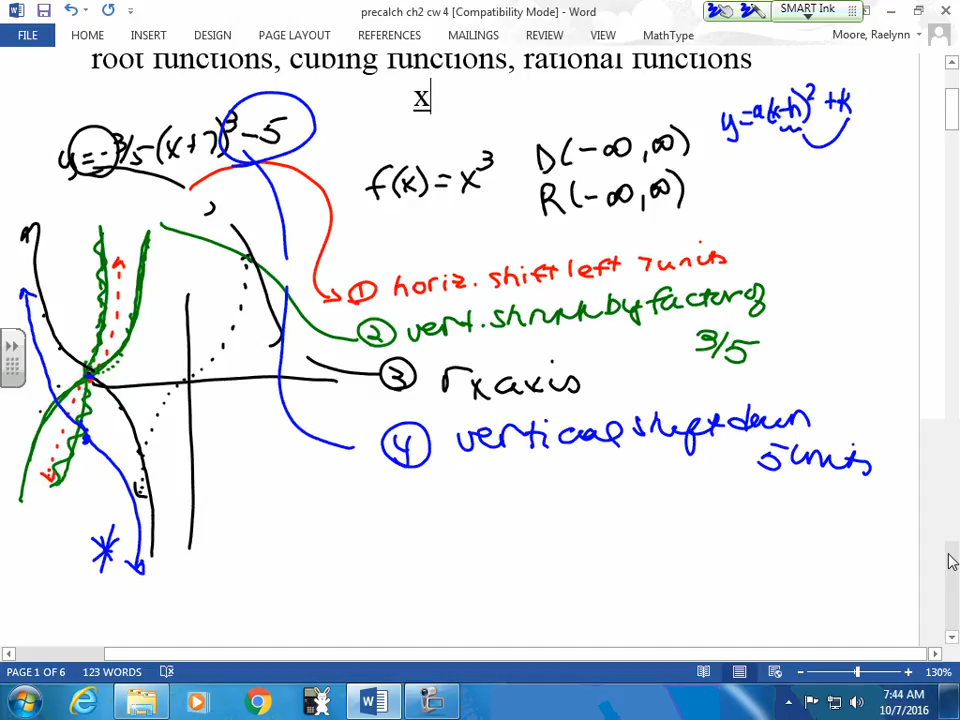 precalch ch2 cw 4 [Compatibility Mode] - Word
SMART Ink
FILE HOME INSERT DESIGN PAGE LAYOUT REFERENCES MAILINGS REVIEW VIEW MathType Moore, Raelynn
root functions, cubing functions, rational functions
x
y=a(x-h)²+k
y=-3/5-(x+7)³-5
f(x)=x³
D(-∞,∞)
R(-∞,∞)
① horiz. shift left 7 units
② vert. shrink by factor of
3/5
③ r x axis
④ vertical shift down
5 units
PAGE 1 OF 6 123 WORDS 130%
7:44 AM
10/7/2016